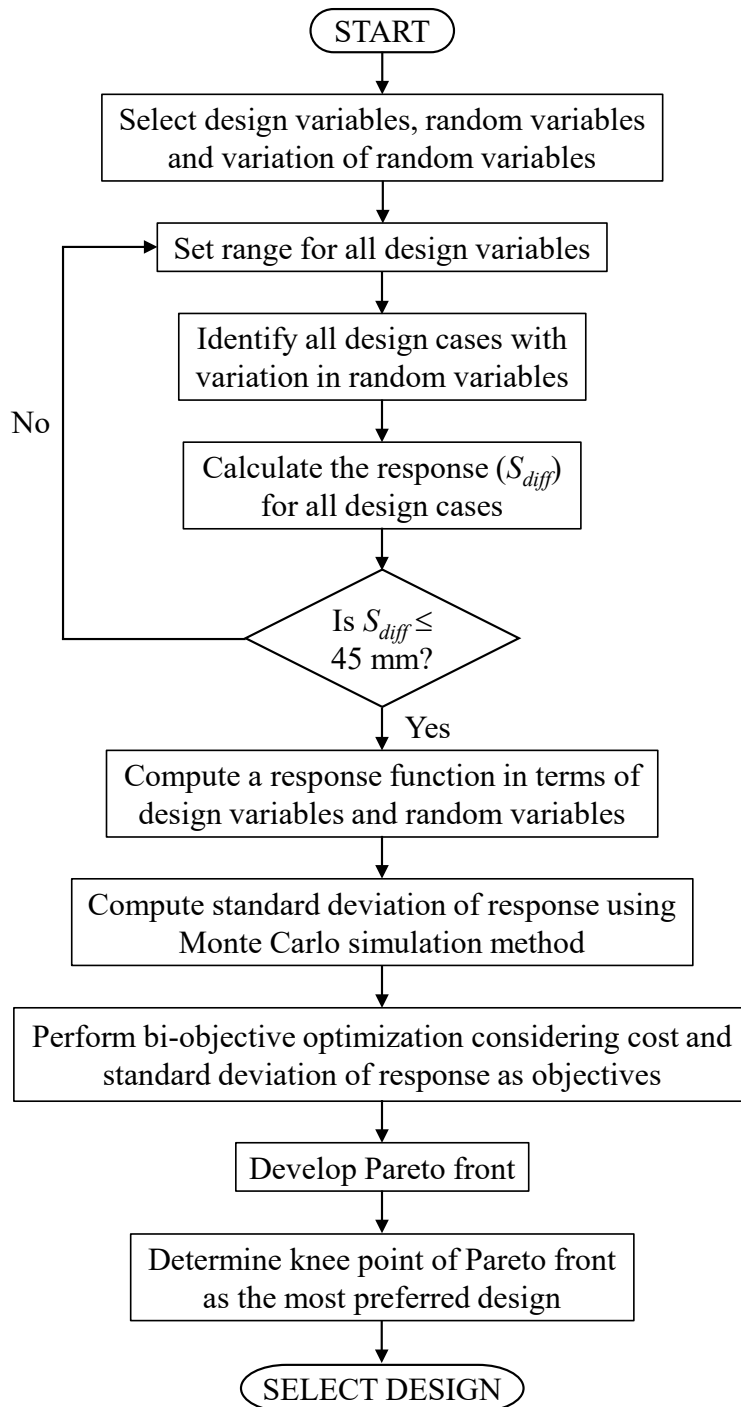 START
Select design variables, random variables
and variation of random variables
Set range for all design variables
Identify all design cases with
variation in random variables
No
Calculate the response (S_diff)
for all design cases
Is S_diff ≤
45 mm?
Yes
Compute a response function in terms of
design variables and random variables
Compute standard deviation of response using
Monte Carlo simulation method
Perform bi-objective optimization considering cost and
standard deviation of response as objectives
Develop Pareto front
Determine knee point of Pareto front
as the most preferred design
SELECT DESIGN